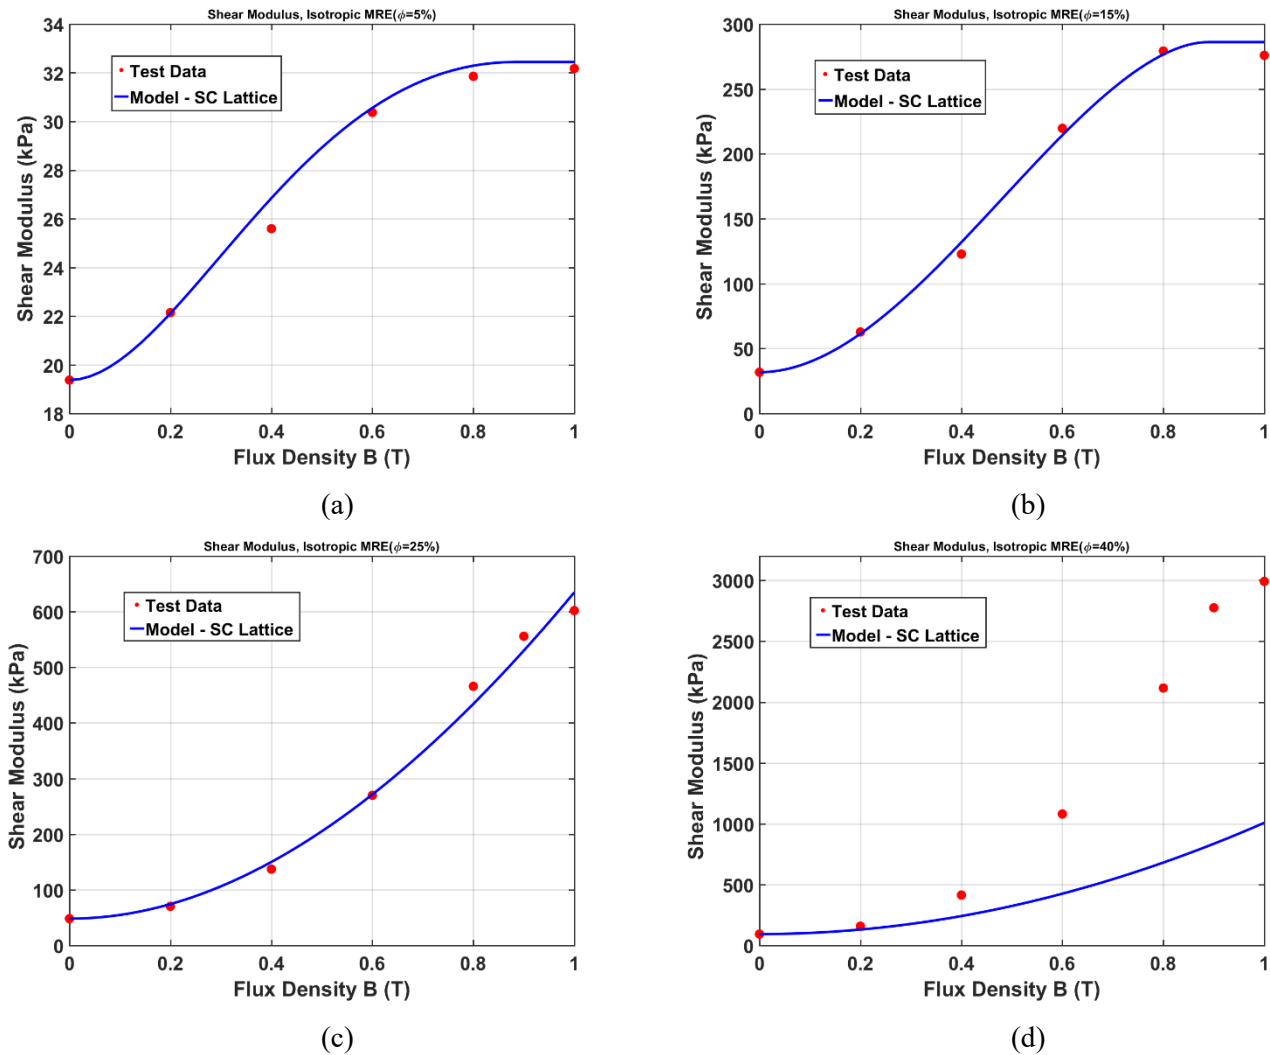 Shear Modulus, Isotropic MRE(ϕ=5%)
34
32
30
28
26
24
22
20
18
Shear Modulus (kPa)
Test Data
Model - SC Lattice
0 0.2 0.4 0.6 0.8 1
Flux Density B (T)
(a)
Shear Modulus, Isotropic MRE(ϕ=15%)
300
250
200
150
100
50
0
Shear Modulus (kPa)
Test Data
Model - SC Lattice
0 0.2 0.4 0.6 0.8 1
Flux Density B (T)
(b)
Shear Modulus, Isotropic MRE(ϕ=25%)
700
600
500
400
300
200
100
0
Shear Modulus (kPa)
Test Data
Model - SC Lattice
0 0.2 0.4 0.6 0.8 1
Flux Density B (T)
(c)
Shear Modulus, Isotropic MRE(ϕ=40%)
3000
2500
2000
1500
1000
500
0
Shear Modulus (kPa)
Test Data
Model - SC Lattice
0 0.2 0.4 0.6 0.8 1
Flux Density B (T)
(d)